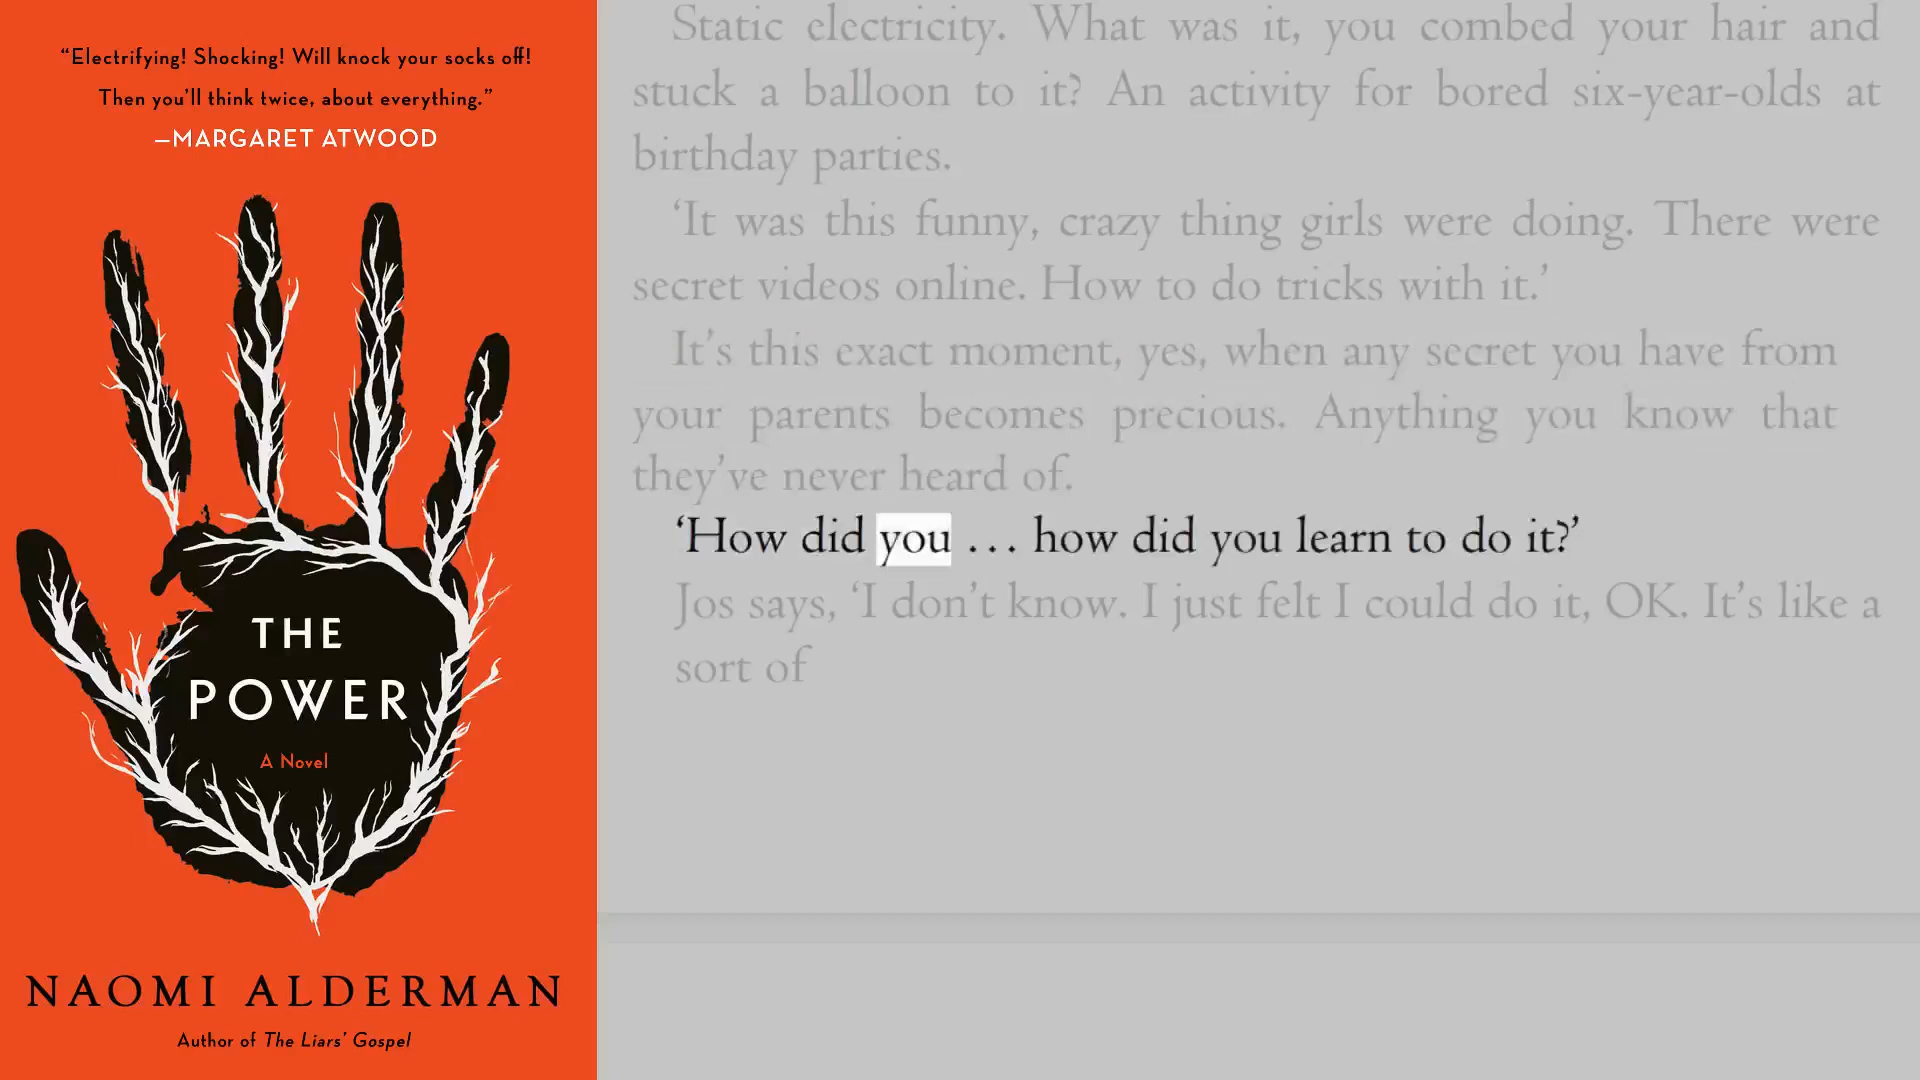 “Electrifying! Shocking! Will knock your socks off!
Then you’ll think twice, about everything.”
—MARGARET ATWOOD
THE
POWER
A Novel
NAOMI ALDERMAN
Author of The Liars’ Gospel
Static electricity. What was it, you combed your hair and
stuck a balloon to it? An activity for bored six-year-olds at
birthday parties.
‘It was this funny, crazy thing girls were doing. There were
secret videos online. How to do tricks with it.’
It’s this exact moment, yes, when any secret you have from
your parents becomes precious. Anything you know that
they’ve never heard of.
‘How did you … how did you learn to do it?’
Jos says, ‘I don’t know. I just felt I could do it, OK. It’s like a
sort of